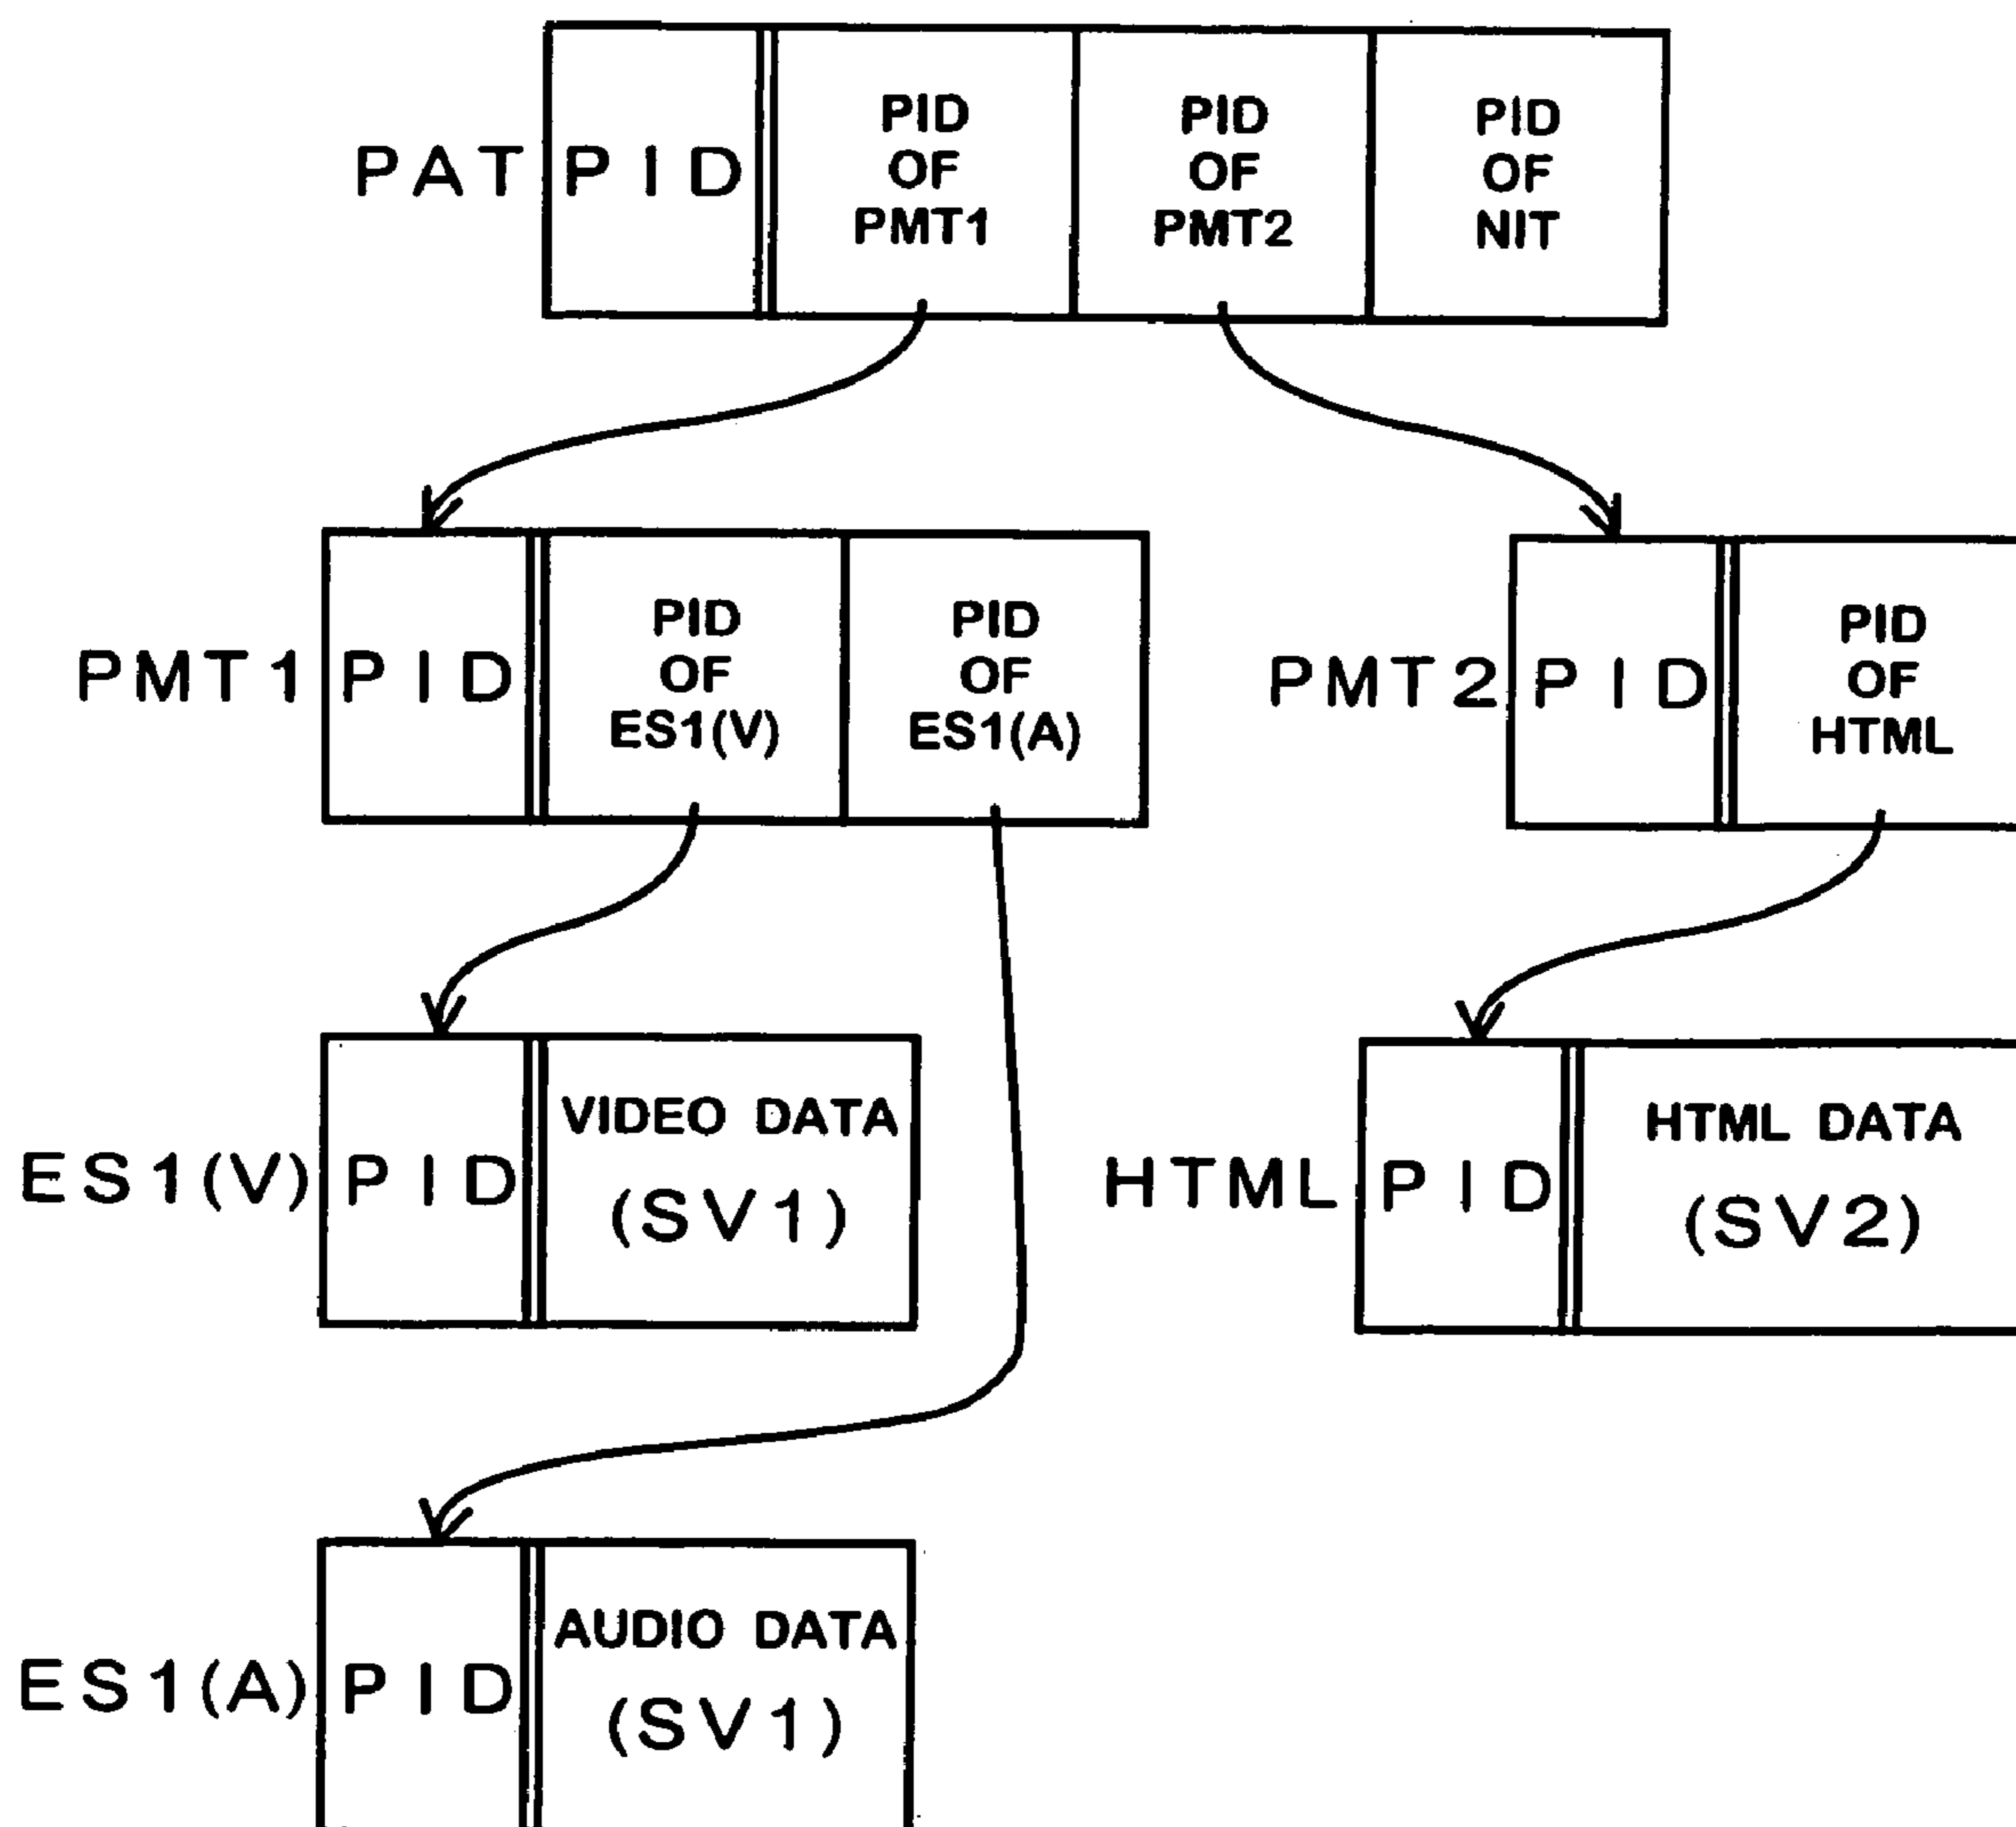 PAT PID
PID
OF
PMT1
PID
OF
PMT2
PID
OF
NIT
PMT1 PID
PID
OF
ES1(V)
PID
OF
ES1(A)
PMT2 PID
PID
OF
HTML
ES1(V) PID
VIDEO DATA
(SV1)
HTML PID
HTML DATA
(SV2)
ES1(A) PID
AUDIO DATA
(SV1)